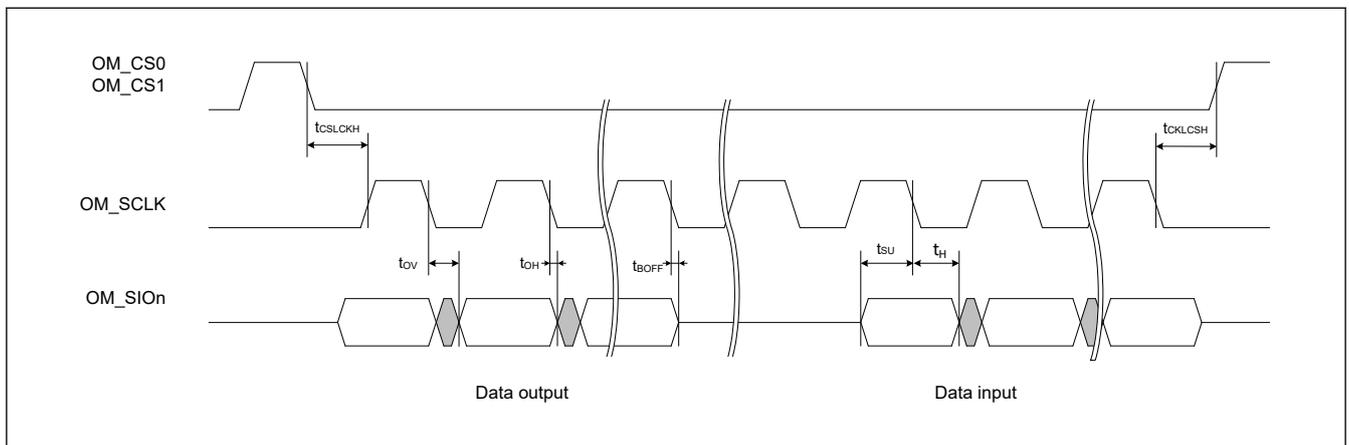 OM_CS0
OM_CS1
tCSLCKH
tCKLCSH
OM_SCLK
tOV
tOH
tBOFF
tSU
tH
OM_SIOn
Data output
Data input